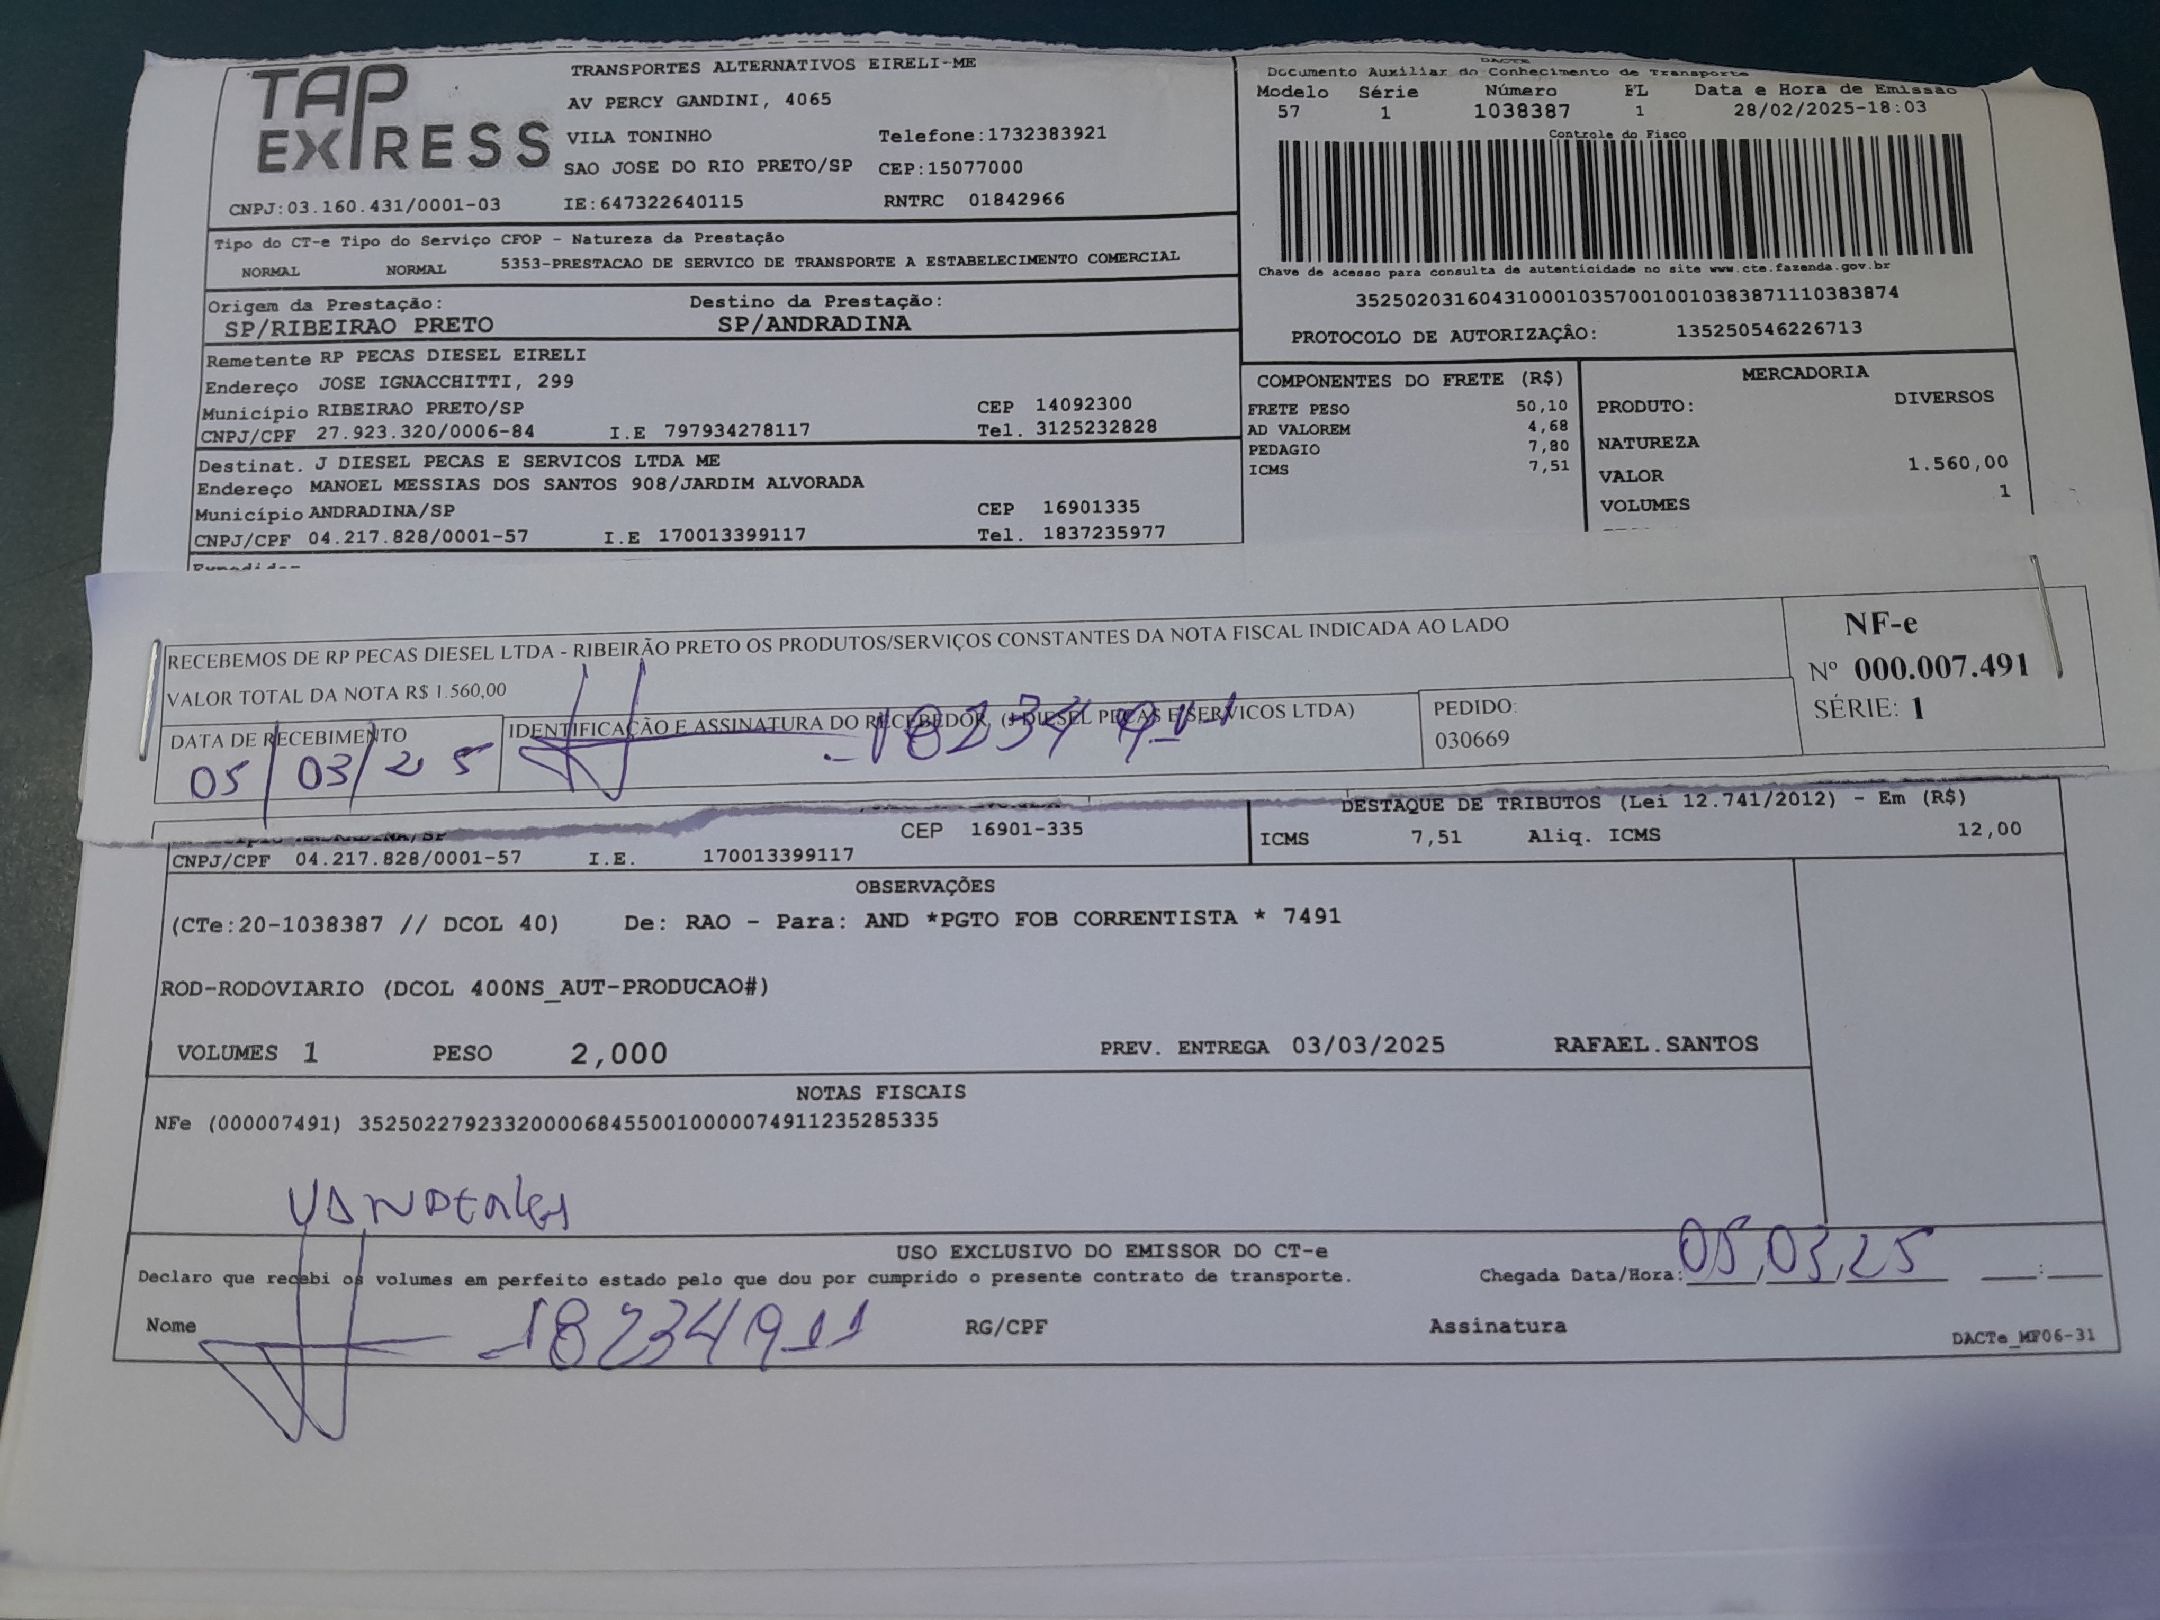 TAP EXPRESS
TRANSPORTES ALTERNATIVOS EIRELI-ME
AV PERCY GANDINI, 4065
VILA TONINHO Telefone:1732383921
SAO JOSE DO RIO PRETO/SP CEP:15077000
CNPJ:03.160.431/0001-03 IE:647322640115 RNTRC 01842966
DACTE
Documento Auxiliar do Conhecimento de Transporte
Modelo Série Número FL Data e Hora de Emissão
57 1 1038387 1 28/02/2025-18:03
Controle do Fisco
Chave de acesso para consulta de autenticidade no site www.cte.fazenda.gov.br
35250203160431000103570010010383871110383874
PROTOCOLO DE AUTORIZAÇÂO: 135250546226713
Tipo do CT-e Tipo do Serviço CFOP - Natureza da Prestação
NORMAL NORMAL 5353-PRESTACAO DE SERVICO DE TRANSPORTE A ESTABELECIMENTO COMERCIAL
Origem da Prestação: Destino da Prestação:
SP/RIBEIRAO PRETO SP/ANDRADINA
Remetente RP PECAS DIESEL EIRELI
Endereço JOSE IGNACCHITTI, 299
Município RIBEIRAO PRETO/SP CEP 14092300
CNPJ/CPF 27.923.320/0006-84 I.E 797934278117 Tel. 3125232828
Destinat. J DIESEL PECAS E SERVICOS LTDA ME
Endereço MANOEL MESSIAS DOS SANTOS 908/JARDIM ALVORADA
Município ANDRADINA/SP CEP 16901335
CNPJ/CPF 04.217.828/0001-57 I.E 170013399117 Tel. 1837235977
COMPONENTES DO FRETE (R$)
FRETE PESO 50,10
AD VALOREM 4,68
PEDAGIO 7,80
ICMS 7,51
MERCADORIA
PRODUTO: DIVERSOS
NATUREZA
VALOR 1.560,00
VOLUMES 1
RECEBEMOS DE RP PECAS DIESEL LTDA - RIBEIRÃO PRETO OS PRODUTOS/SERVIÇOS CONSTANTES DA NOTA FISCAL INDICADA AO LADO
VALOR TOTAL DA NOTA R$ 1.560,00
DATA DE RECEBIMENTO IDENTIFICAÇÃO E ASSINATURA DO RECEBEDOR, (J DIESEL PECAS E SERVICOS LTDA)
05/03/25 18234911
PEDIDO:
030669
NF-e
Nº 000.007.491
SÉRIE: 1
CEP 16901-335
CNPJ/CPF 04.217.828/0001-57 I.E. 170013399117
DESTAQUE DE TRIBUTOS (Lei 12.741/2012) - Em (R$)
ICMS 7,51 Aliq. ICMS 12,00
OBSERVAÇÕES
(CTe:20-1038387 // DCOL 40) De: RAO - Para: AND *PGTO FOB CORRENTISTA * 7491
ROD-RODOVIARIO (DCOL 400NS_AUT-PRODUCAO#)
VOLUMES 1 PESO 2,000 PREV. ENTREGA 03/03/2025 RAFAEL.SANTOS
NOTAS FISCAIS
NFe (000007491) 35250227923320000684550010000074911235285335
USO EXCLUSIVO DO EMISSOR DO CT-e
Declaro que recebi os volumes em perfeito estado pelo que dou por cumprido o presente contrato de transporte. Chegada Data/Hora: 05,03,25 :
Nome 18234911 RG/CPF Assinatura
DACTe_MF06-31